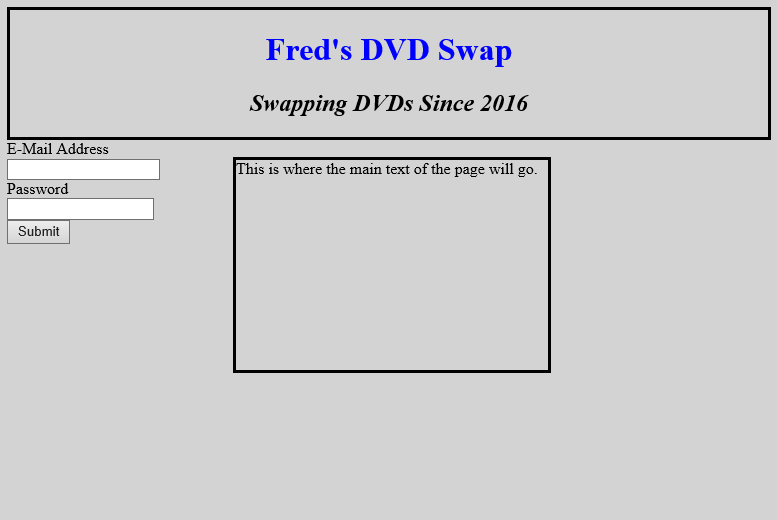 Fred's DVD Swap
Swapping DVDs Since 2016
E-Mail Address
This is where the main text of the page will go.
Password
Submit